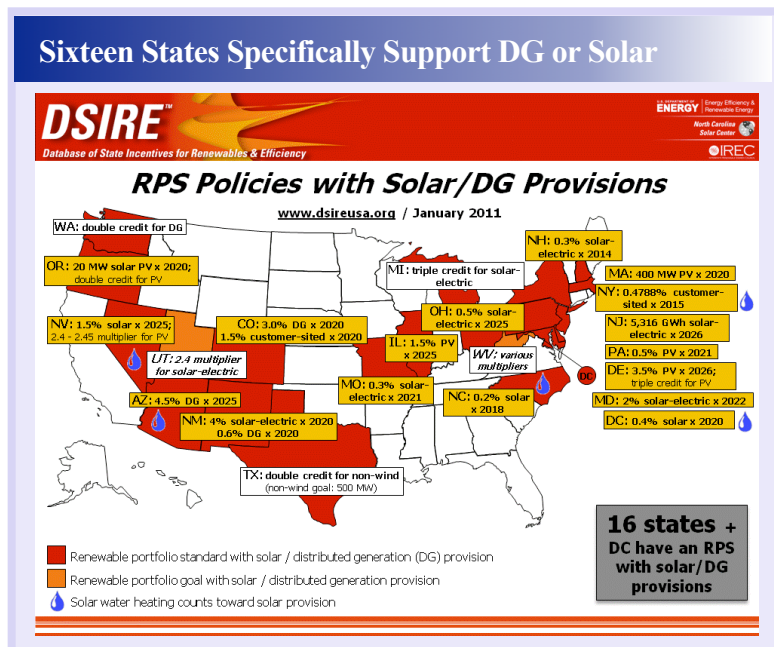 Sixteen States Specifically Support DG or Solar
DSIRE™
Database of State Incentives for Renewables & Efficiency
U.S. DEPARTMENT OF
ENERGY
Energy Efficiency &
Renewable Energy
North Carolina
Solar Center
IREC
RPS Policies with Solar/DG Provisions
www.dsireusa.org / January 2011
WA: double credit for DG
OR: 20 MW solar PV x 2020;
double credit for PV
NV: 1.5% solar x 2025;
2.4 - 2.45 multiplier for PV
UT: 2.4 multiplier
for solar-electric
AZ: 4.5% DG x 2025
NM: 4% solar-electric x 2020
0.6% DG x 2020
CO: 3.0% DG x 2020
1.5% customer-sited x 2020
TX: double credit for non-wind
(non-wind goal: 500 MW)
MI: triple credit for solar-
electric
OH: 0.5% solar-
electric x 2025
IL: 1.5% PV
x 2025
MO: 0.3% solar-
electric x 2021
WV: various
multipliers
NC: 0.2% solar
x 2018
NH: 0.3% solar-
electric x 2014
MA: 400 MW PV x 2020
NY: 0.4788% customer-
sited x 2015
NJ: 5,316 GWh solar-
electric x 2026
PA: 0.5% PV x 2021
DE: 3.5% PV x 2026;
triple credit for PV
MD: 2% solar-electric x 2022
DC: 0.4% solar x 2020
DC
16 states +
DC have an RPS
with solar/DG
provisions
Renewable portfolio standard with solar / distributed generation (DG) provision
Renewable portfolio goal with solar / distributed generation provision
Solar water heating counts toward solar provision